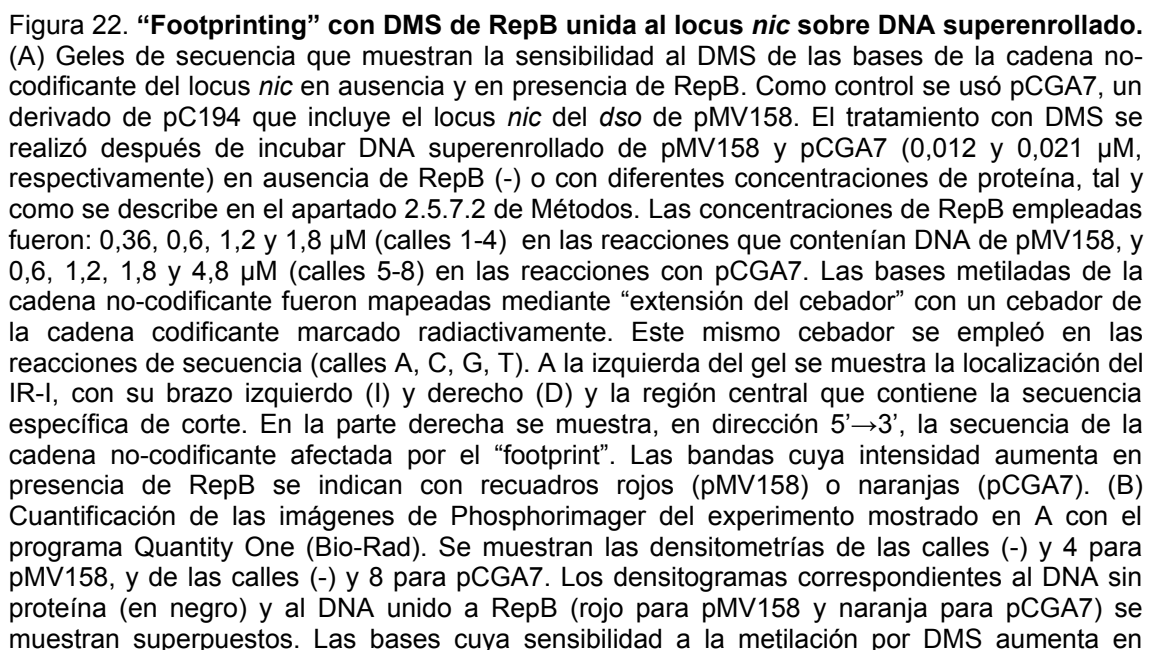 Figura 22. “Footprinting” con DMS de RepB unida al locus nic sobre DNA superenrollado.
(A) Geles de secuencia que muestran la sensibilidad al DMS de las bases de la cadena no-
codificante del locus nic en ausencia y en presencia de RepB. Como control se usó pCGA7, un
derivado de pC194 que incluye el locus nic del dso de pMV158. El tratamiento con DMS se
realizó después de incubar DNA superenrollado de pMV158 y pCGA7 (0,012 y 0,021 μM,
respectivamente) en ausencia de RepB (-) o con diferentes concentraciones de proteína, tal y
como se describe en el apartado 2.5.7.2 de Métodos. Las concentraciones de RepB empleadas
fueron: 0,36, 0,6, 1,2 y 1,8 μM (calles 1-4) en las reacciones que contenían DNA de pMV158, y
0,6, 1,2, 1,8 y 4,8 μM (calles 5-8) en las reacciones con pCGA7. Las bases metiladas de la
cadena no-codificante fueron mapeadas mediante “extensión del cebador” con un cebador de
la cadena codificante marcado radiactivamente. Este mismo cebador se empleó en las
reacciones de secuencia (calles A, C, G, T). A la izquierda del gel se muestra la localización del
IR-I, con su brazo izquierdo (I) y derecho (D) y la región central que contiene la secuencia
específica de corte. En la parte derecha se muestra, en dirección 5’→3’, la secuencia de la
cadena no-codificante afectada por el “footprint”. Las bandas cuya intensidad aumenta en
presencia de RepB se indican con recuadros rojos (pMV158) o naranjas (pCGA7). (B)
Cuantificación de las imágenes de Phosphorimager del experimento mostrado en A con el
programa Quantity One (Bio-Rad). Se muestran las densitometrías de las calles (-) y 4 para
pMV158, y de las calles (-) y 8 para pCGA7. Los densitogramas correspondientes al DNA sin
proteína (en negro) y al DNA unido a RepB (rojo para pMV158 y naranja para pCGA7) se
muestran superpuestos. Las bases cuya sensibilidad a la metilación por DMS aumenta en